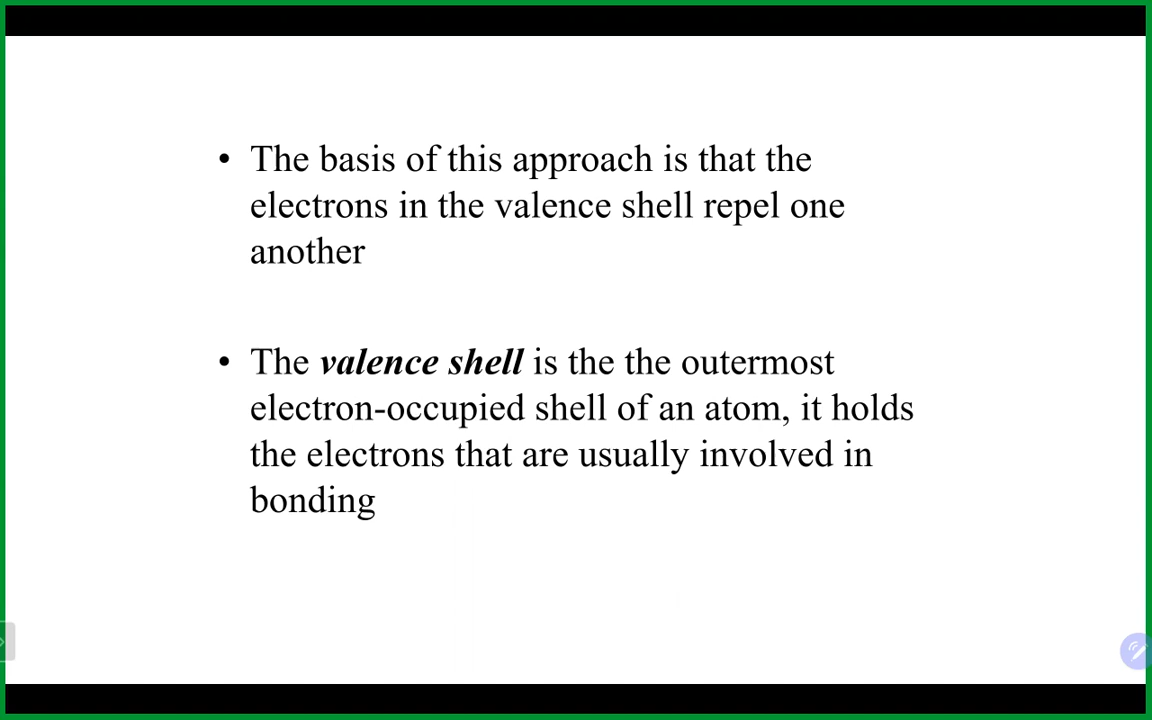 • The basis of this approach is that the
electrons in the valence shell repel one
another
• The valence shell is the the outermost
electron-occupied shell of an atom, it holds
the electrons that are usually involved in
bonding